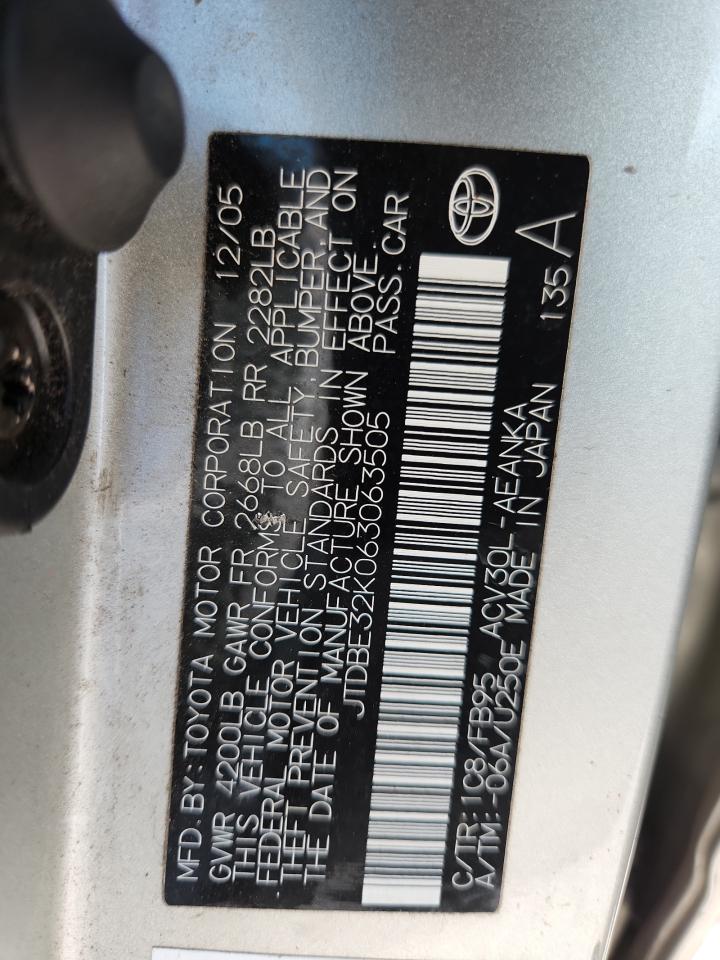 MFD. BY: TOYOTA MOTOR CORPORATION 12/05
GVWR 4200LB GAWR FR 2668LB RR 2282LB
THIS VEHICLE CONFORMS TO ALL APPLICABLE
FEDERAL MOTOR VEHICLE SAFETY, BUMPER, AND
THEFT PREVENTION STANDARDS IN EFFECT ON
THE DATE OF MANUFACTURE SHOWN ABOVE.
JTDBE32K063063505 PASS. CAR
C/TR: 1C8/FB95 ACV30L-AEANKA
A/TM: -06A/U250E MADE IN JAPAN
135 A